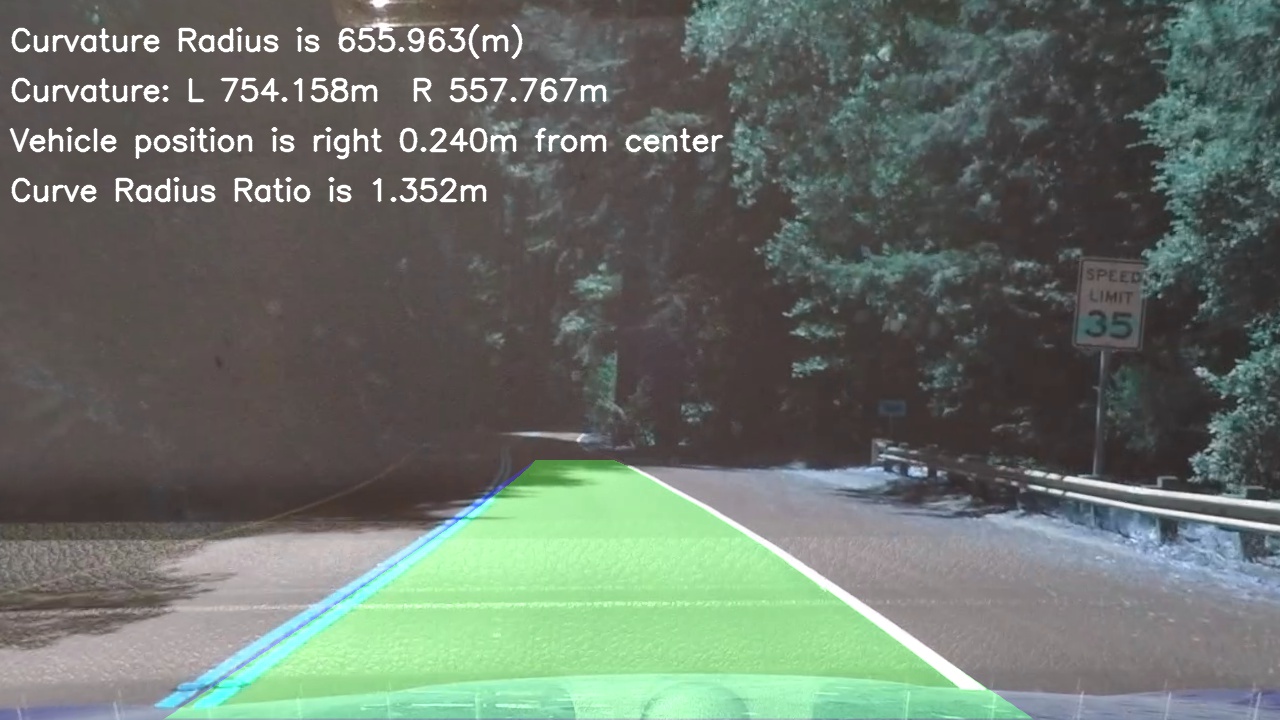 Curvature Radius is 655.963(m)
Curvature: L 754.158m R 557.767m
Vehicle position is right 0.240m from center
Curve Radius Ratio is 1.352m
SPEED
LIMIT
35